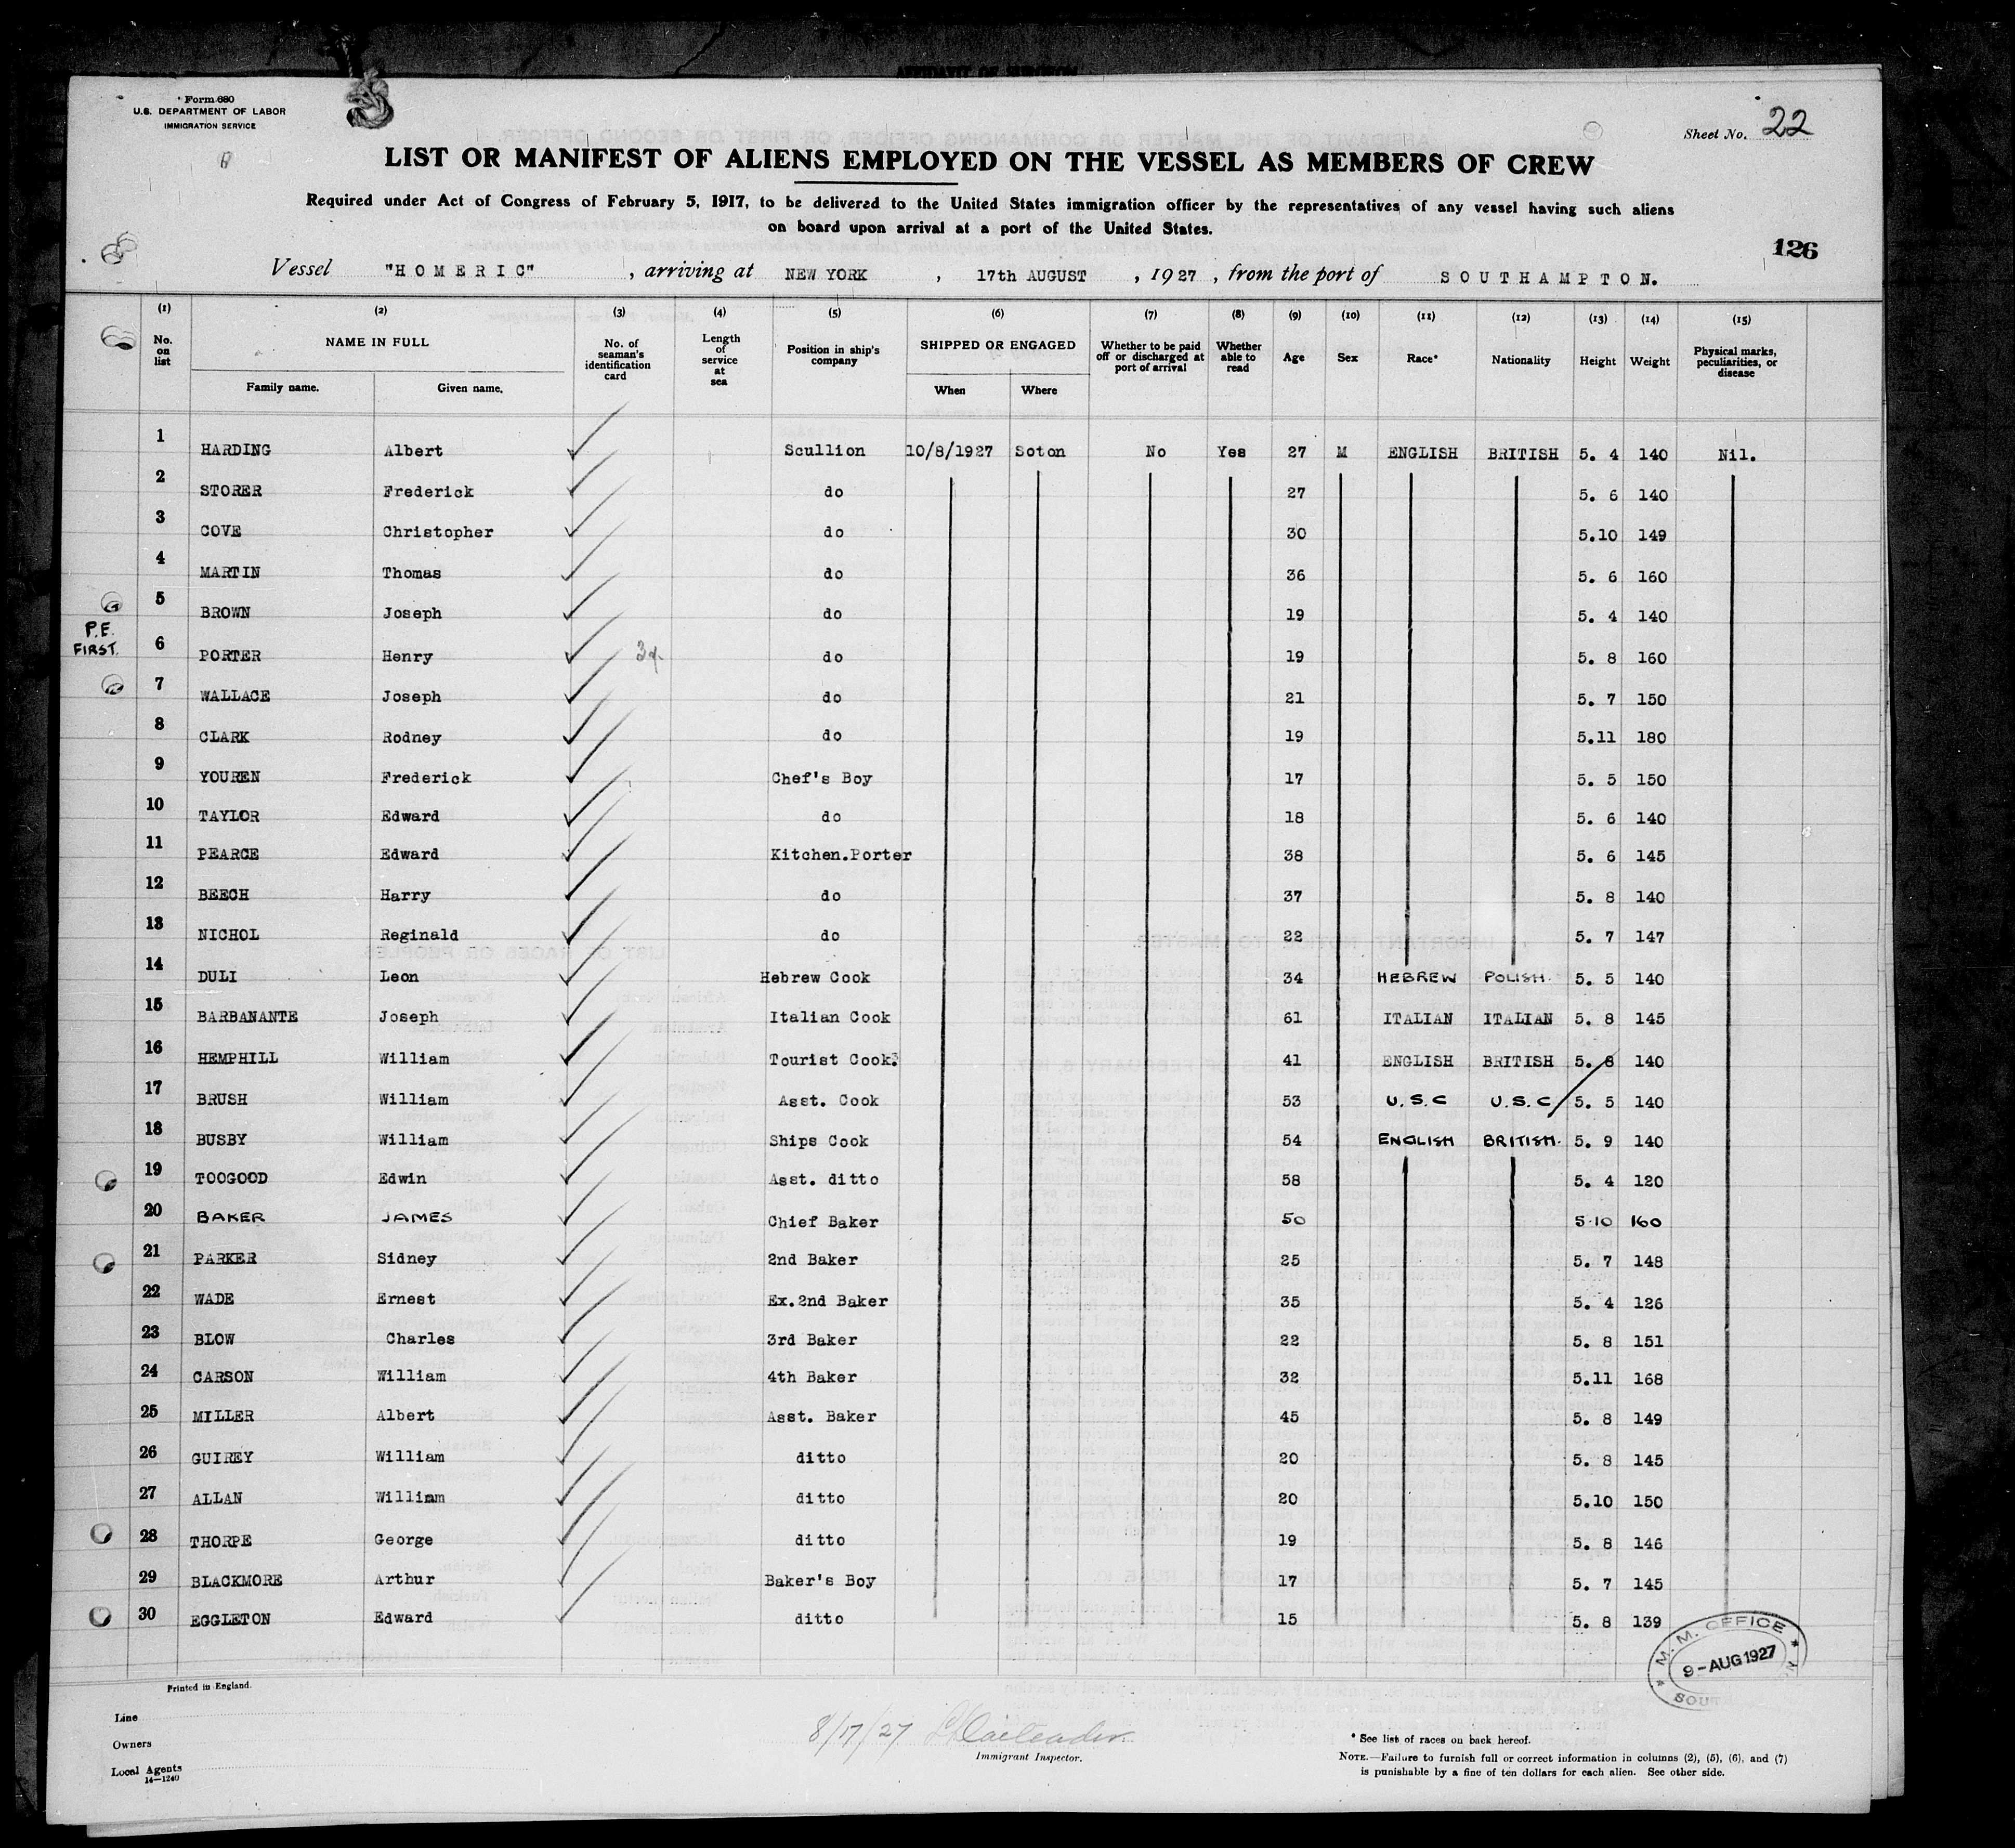 Form 680
U.S. DEPARTMENT OF LABOR
IMMIGRATION SERVICE
Sheet No. 22
LIST OR MANIFEST OF ALIENS EMPLOYED ON THE VESSEL AS MEMBERS OF CREW
Required under Act of Congress of February 5, 1917, to be delivered to the United States immigration officer by the representatives of any vessel having such aliens
on board upon arrival at a port of the United States.
126
Vessel "HOMERIC", arriving at NEW YORK, 17th AUGUST, 1927, from the port of SOUTHAMPTON.
(1) (2) (3) (4) (5) (6) (7) (8) (9) (10) (11) (12) (13) (14) (15)
No. on list NAME IN FULL Family name. Given name. No. of seaman's identification card Length of service at sea Position in ship's company SHIPPED OR ENGAGED When Where Whether to be paid off or discharged at port of arrival Whether able to read Age Sex Race* Nationality Height Weight Physical marks, peculiarities, or disease
1 HARDING Albert Scullion 10/8/1927 Soton No Yes 27 M ENGLISH BRITISH 5. 4 140 Nil.
2 STORER Frederick do 27 5. 6 140
3 COVE Christopher do 30 5.10 149
4 MARTIN Thomas do 36 5. 6 160
5 BROWN Joseph do 19 5. 4 140
P.E. FIRST. 6 PORTER Henry do 19 5. 8 160
7 WALLACE Joseph do 21 5. 7 150
8 CLARK Rodney do 19 5.11 180
9 YOUREN Frederick Chef's Boy 17 5. 5 150
10 TAYLOR Edward do 18 5. 6 140
11 PEARCE Edward Kitchen.Porter 38 5. 6 145
12 BEECH Harry do 37 5. 8 140
13 NICHOL Reginald do 22 5. 7 147
14 DULI Leon Hebrew Cook 34 HEBREW POLISH. 5. 5 140
15 BARBANANTE Joseph Italian Cook 61 ITALIAN ITALIAN 5. 8 145
16 HEMPHILL William Tourist Cook. 41 ENGLISH BRITISH 5. 8 140
17 BRUSH William Asst. Cook 53 U.S.C U.S.C 5. 5 140
18 BUSBY William Ships Cook 54 ENGLISH BRITISH. 5. 9 140
19 TOOGOOD Edwin Asst. ditto 58 5. 4 120
20 BAKER JAMES Chief Baker 50 5.10 160
21 PARKER Sidney 2nd Baker 25 5. 7 148
22 WADE Ernest Ex.2nd Baker 35 5. 4 126
23 BLOW Charles 3rd Baker 22 5. 8 151
24 CARSON William 4th Baker 32 5.11 168
25 MILLER Albert Asst. Baker 45 5. 8 149
26 GUIREY William ditto 20 5. 8 145
27 ALLAN William ditto 20 5.10 150
28 THORPE George ditto 19 5. 8 146
29 BLACKMORE Arthur Baker's Boy 17 5. 7 145
30 EGGLETON Edward ditto 15 5. 8 139
M. M. OFFICE
9-AUG 1927
Printed in England.
Line
Owners
Local Agents
14-1240
8/17/27
Immigrant Inspector.
* See list of races on back hereof.
NOTE.—Failure to furnish full or correct information in columns (2), (5), (6), and (7)
is punishable by a fine of ten dollars for each alien. See other side.